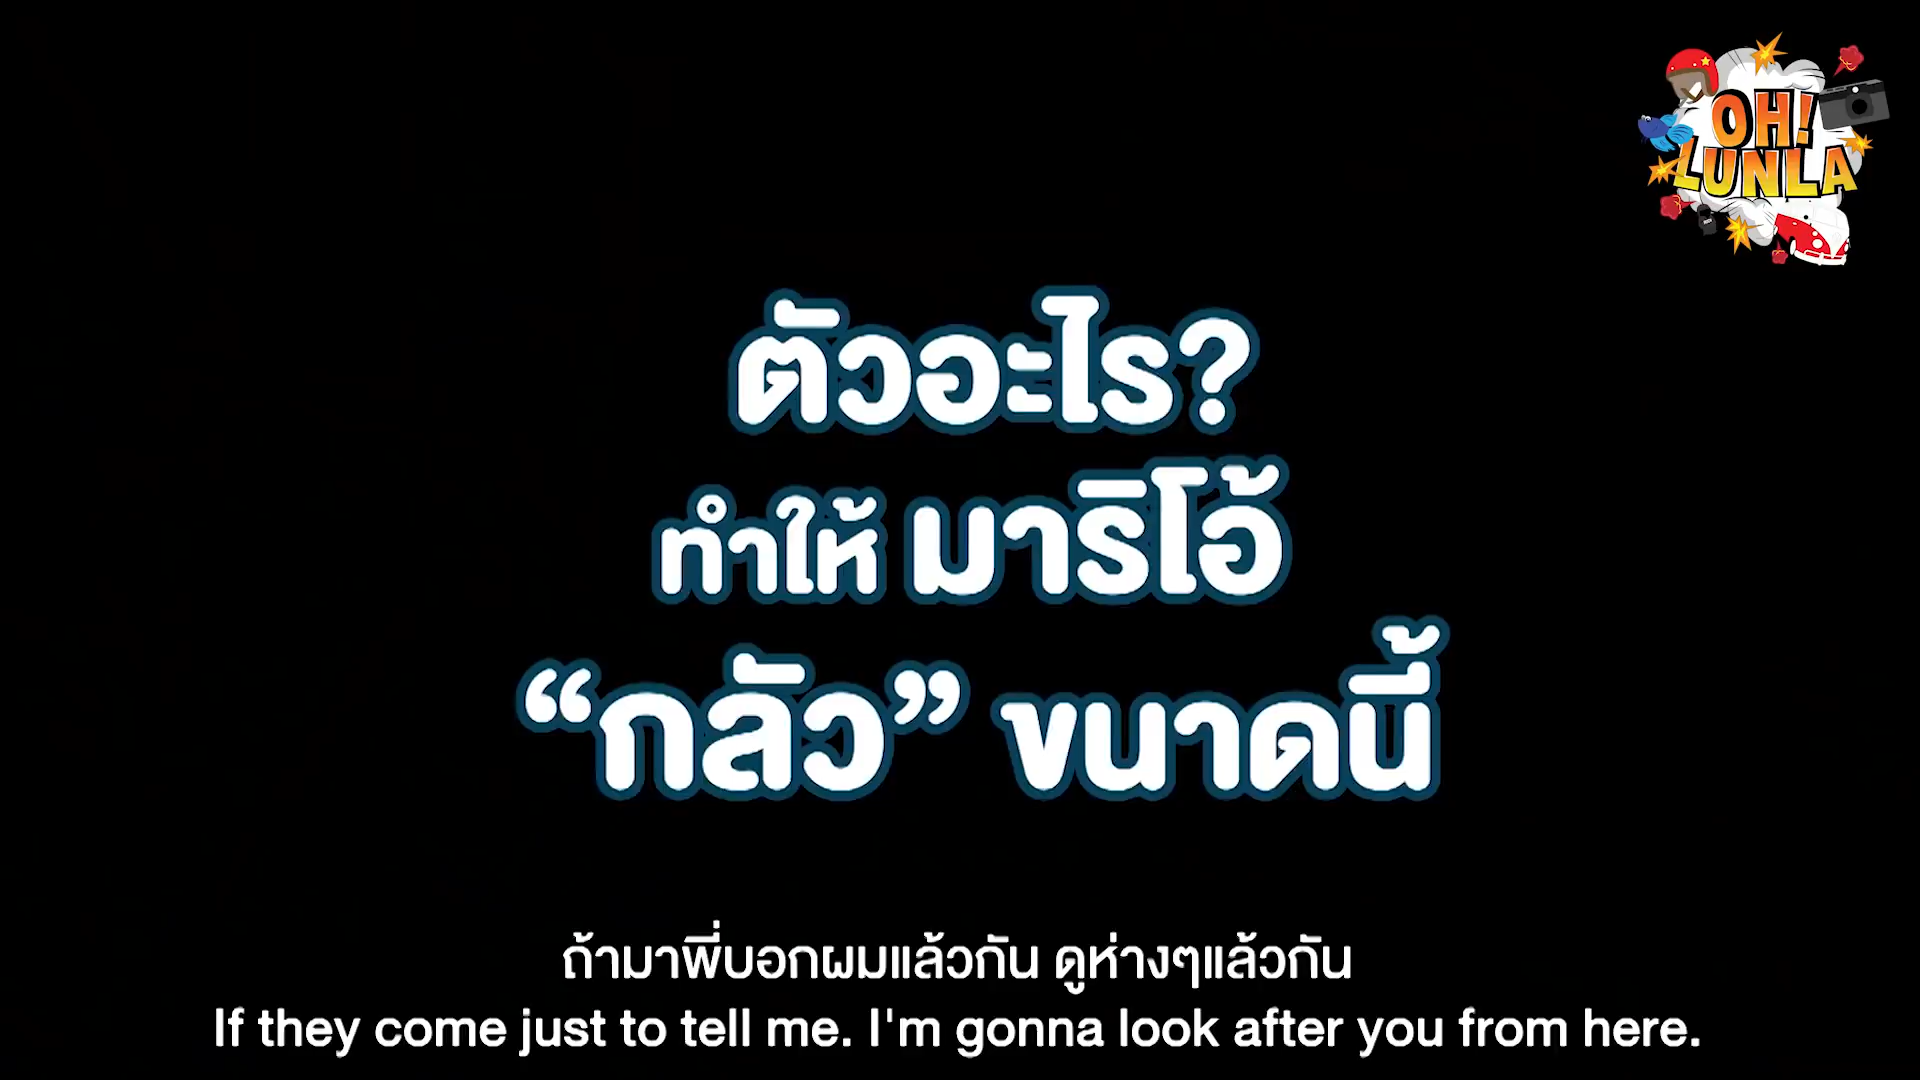 OH!
LUNLA
ตัวอะไร?
ทำให้ มาริโอ้
“กลัว” ขนาดนี้
ถ้ามาพี่บอกผมแล้วกัน ดูห่างๆแล้วกัน
If they come just to tell me. I'm gonna look after you from here.